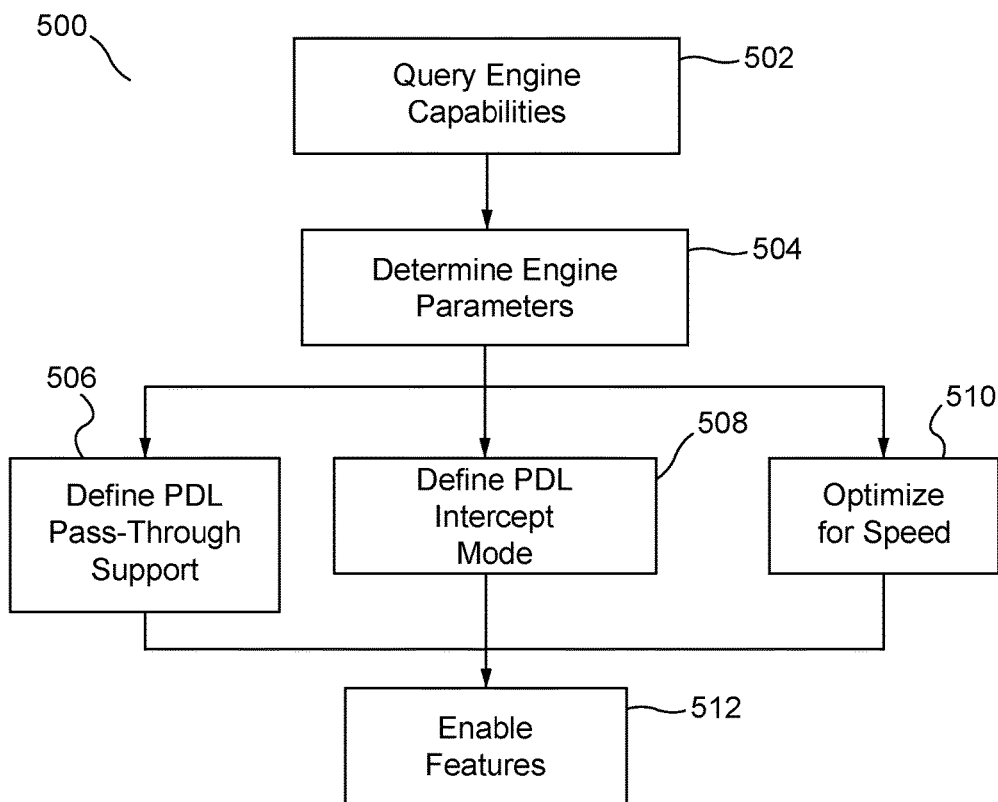 500
Query Engine
Capabilities
502
Determine Engine
Parameters
504
506
Define PDL
Pass-Through
Support
508
Define PDL
Intercept
Mode
510
Optimize
for Speed
Enable
Features
512